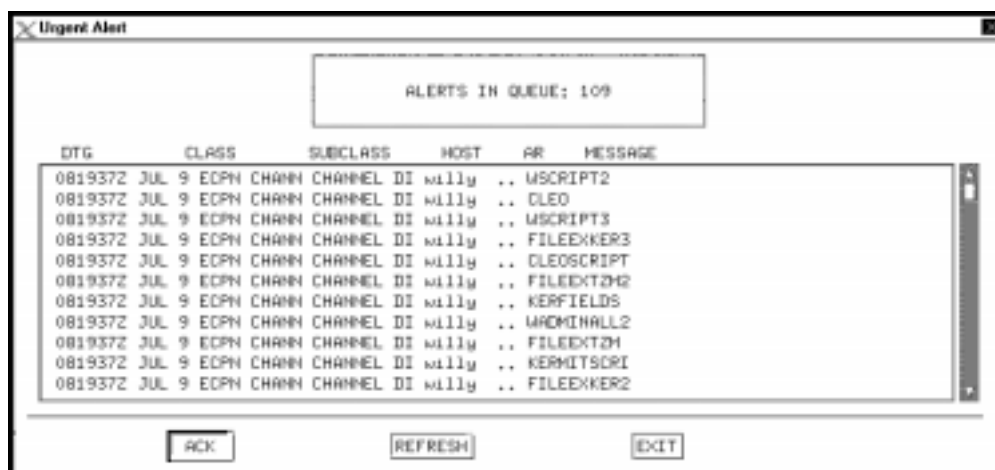 Urgent Alert
ALERTS IN QUEUE: 109
DTG CLASS SUBCLASS HOST AR MESSAGE
081937Z JUL 9 ECPN CHANN CHANNEL DI willy .. WSCRIPT2
081937Z JUL 9 ECPN CHANN CHANNEL DI willy .. CLEO
081937Z JUL 9 ECPN CHANN CHANNEL DI willy .. WSCRIPT3
081937Z JUL 9 ECPN CHANN CHANNEL DI willy .. FILEEXKER3
081937Z JUL 9 ECPN CHANN CHANNEL DI willy .. CLEOSCRIPT
081937Z JUL 9 ECPN CHANN CHANNEL DI willy .. FILEEXTZM2
081937Z JUL 9 ECPN CHANN CHANNEL DI willy .. KERFIELDS
081937Z JUL 9 ECPN CHANN CHANNEL DI willy .. WADMINALL2
081937Z JUL 9 ECPN CHANN CHANNEL DI willy .. FILEEXTZM
081937Z JUL 9 ECPN CHANN CHANNEL DI willy .. KERMITSCRI
081937Z JUL 9 ECPN CHANN CHANNEL DI willy .. FILEEXKER2
ACK REFRESH EXIT